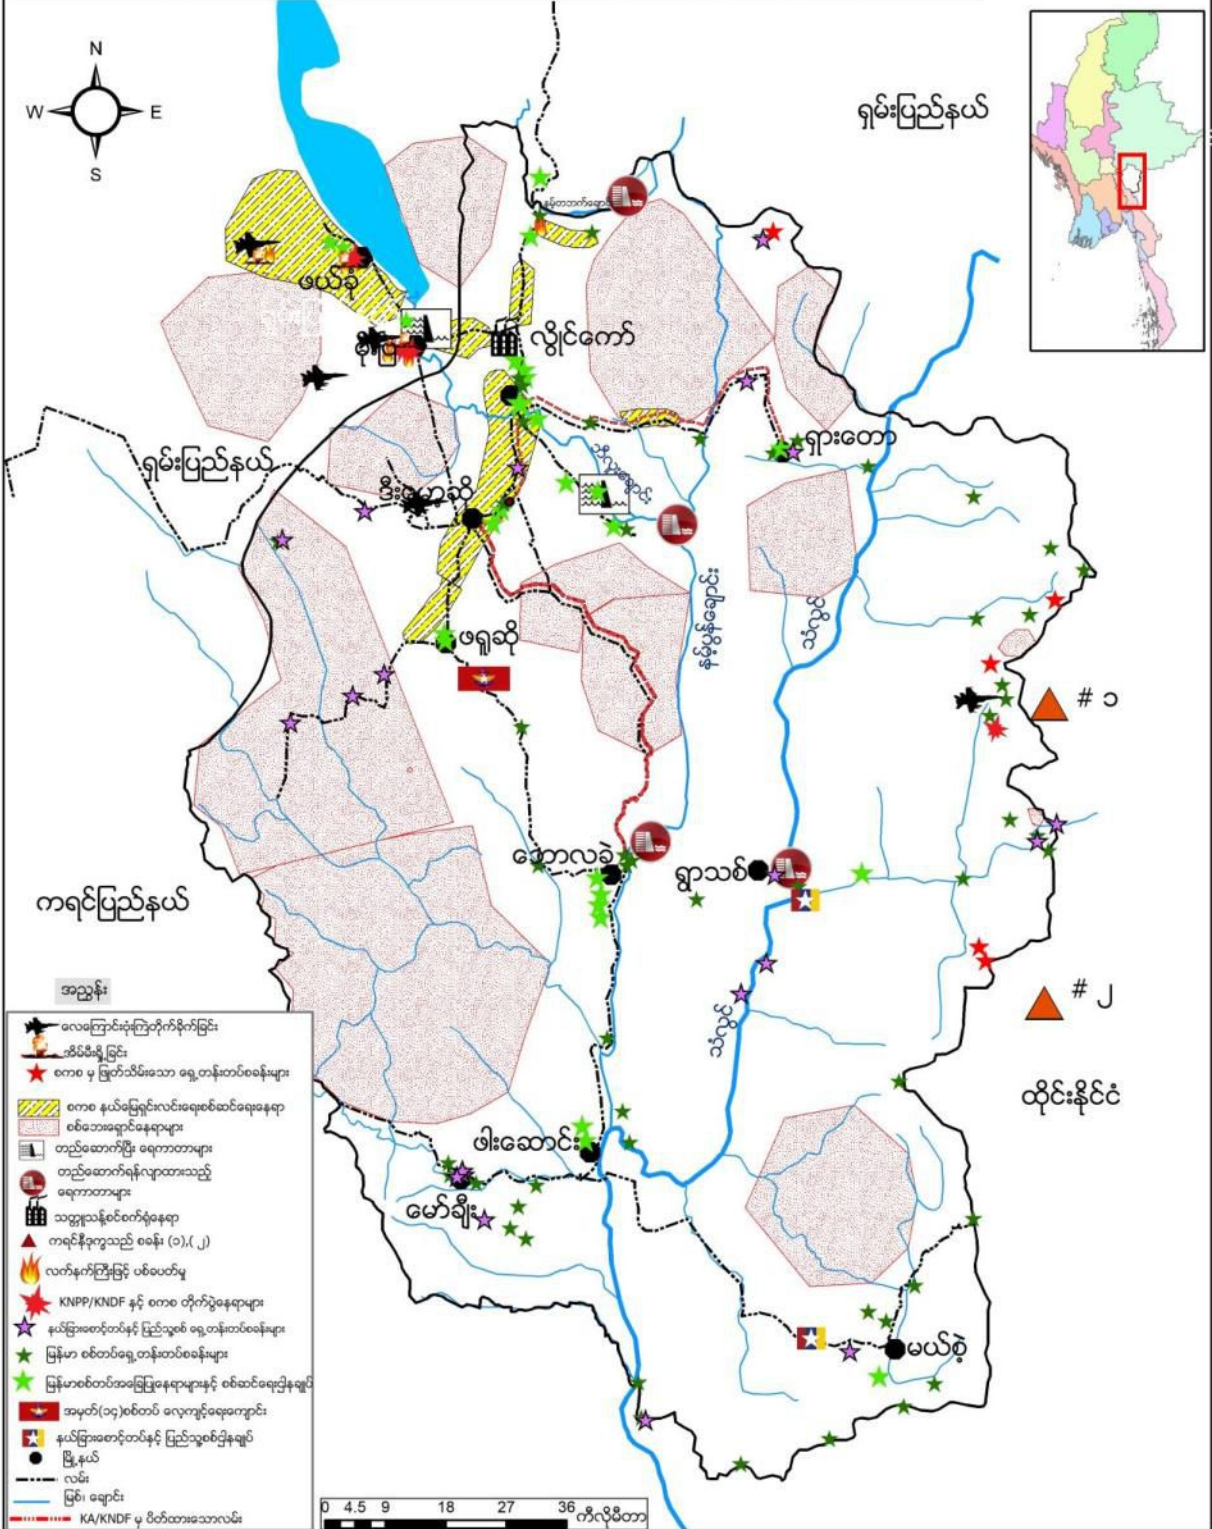 N
W
E
S
ရှမ်းပြည်နယ်
နမ့်တဘက်ချောင်း
ဖယ်ခုံ
မိုးဗြဲ
လွိုင်ကော်
ရှမ်းပြည်နယ်
ရှားတော
ဒီးမော့ဆို
ဖရူဆို
နမ့်ပွန်ချောင်း
သံလွင်
# ၁
ဘောလခဲ
ရွာသစ်
ကရင်ပြည်နယ်
# ၂
သံလွင်
ထိုင်းနိုင်ငံ
ဖါးဆောင်း
မော်ချီး
မယ်စဲ့
အညွှန်း
လေကြောင်းဗုံးကြဲတိုက်ခိုက်ခြင်း
အိမ်မီးရှို့ခြင်း
စကစ မှ ဖြုတ်သိမ်းသော ရှေ့တန်းတပ်စခန်းများ
စကစ နယ်မြေရှင်းလင်းရေးစစ်ဆင်ရေးနေရာ
စစ်ဘေးရှောင်နေရာများ
တည်ဆောက်ပြီး ရေကာတာများ
တည်ဆောက်ရန်လျာထားသည့်
ရေကာတာများ
သတ္တုသန့်စင်စက်ရုံနေရာ
ကရင်နီဒုက္ခသည် စခန်း (၁),( ၂)
လက်နက်ကြီးဖြင့် ပစ်ခတ်မှု
KNPP/KNDF နှင့် စကစ တိုက်ပွဲနေရာများ
နယ်ခြားစောင့်တပ်နှင့် ပြည်သူ့စစ် ရှေ့တန်းတပ်စခန်းများ
မြန်မာ စစ်တပ်ရှေ့တန်းတပ်စခန်းများ
မြန်မာစစ်တပ်အခြေပြုနေရာများနှင့် စစ်ဆင်ရေးဌာနချုပ်
အမှတ်(၁၄)စစ်တပ် လေ့ကျင့်ရေးကျောင်း
နယ်ခြားစောင့်တပ်နှင့် ပြည်သူ့စစ်ဌာနချုပ်
မြို့နယ်
လမ်း
မြစ်၊ ချောင်း
KA/KNDF မှ ပိတ်ထားသောလမ်း
0 4.5 9 18 27 36
ကီလိုမီတာ